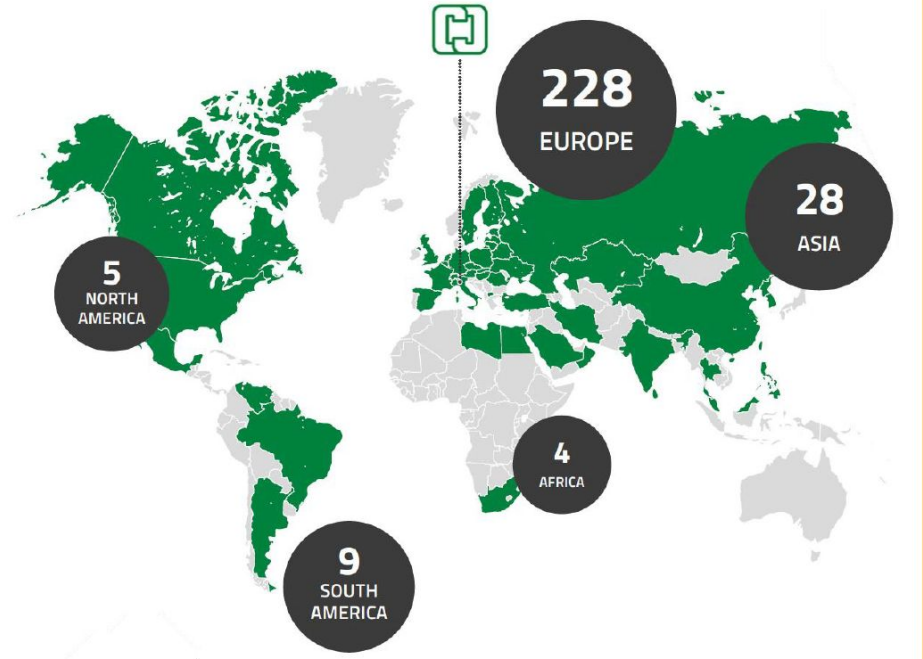 228
EUROPE
28
ASIA
5
NORTH
AMERICA
4
AFRICA
9
SOUTH
AMERICA